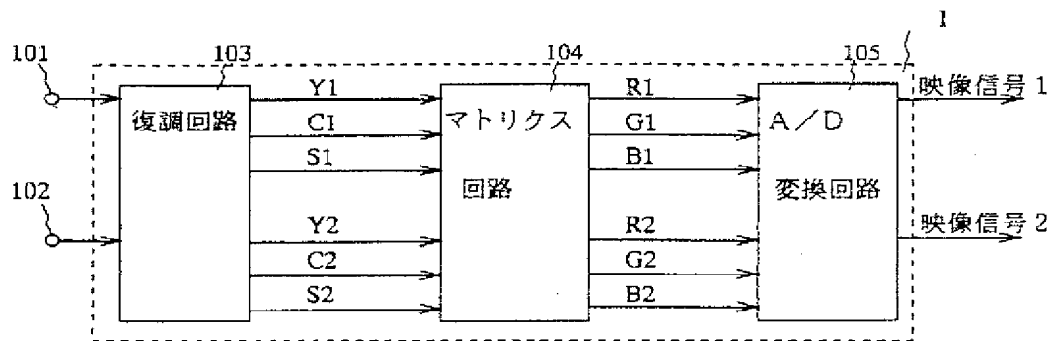 1
101
103
104
105
Y1
R1
映像信号1
復調回路
C1
マトリクス
G1
A／D
S1
B1
102
回路
変換回路
Y2
R2
映像信号2
C2
G2
S2
B2